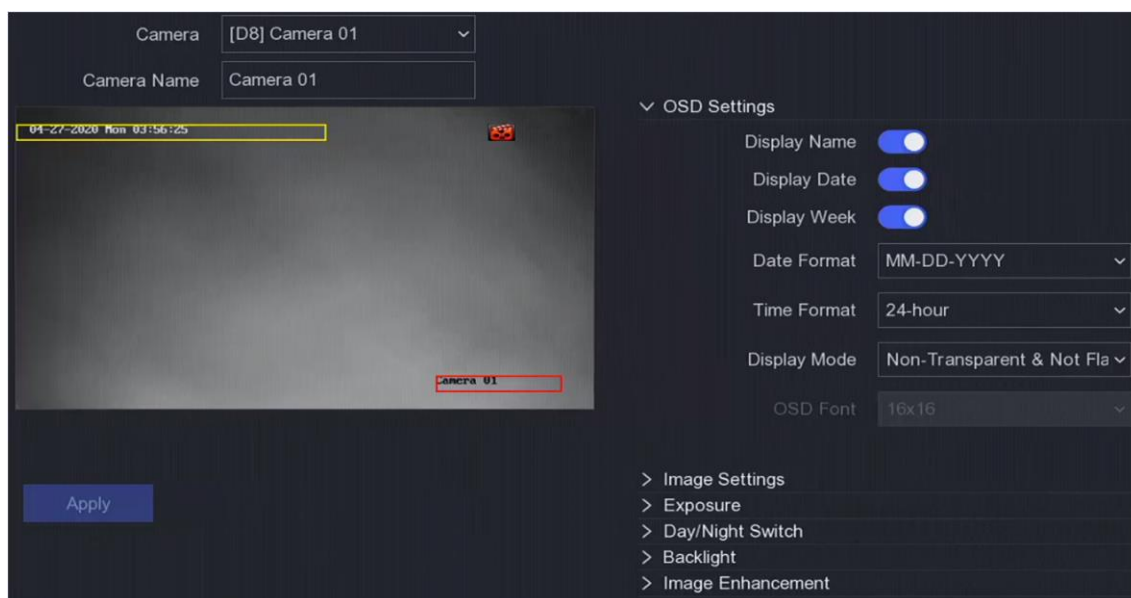 Camera [D8] Camera 01
Camera Name Camera 01
04-27-2020 Mon 03:56:25
Camera 01
Apply
OSD Settings
Display Name
Display Date
Display Week
Date Format MM-DD-YYYY
Time Format 24-hour
Display Mode Non-Transparent & Not Fla
OSD Font 16x16
Image Settings
Exposure
Day/Night Switch
Backlight
Image Enhancement